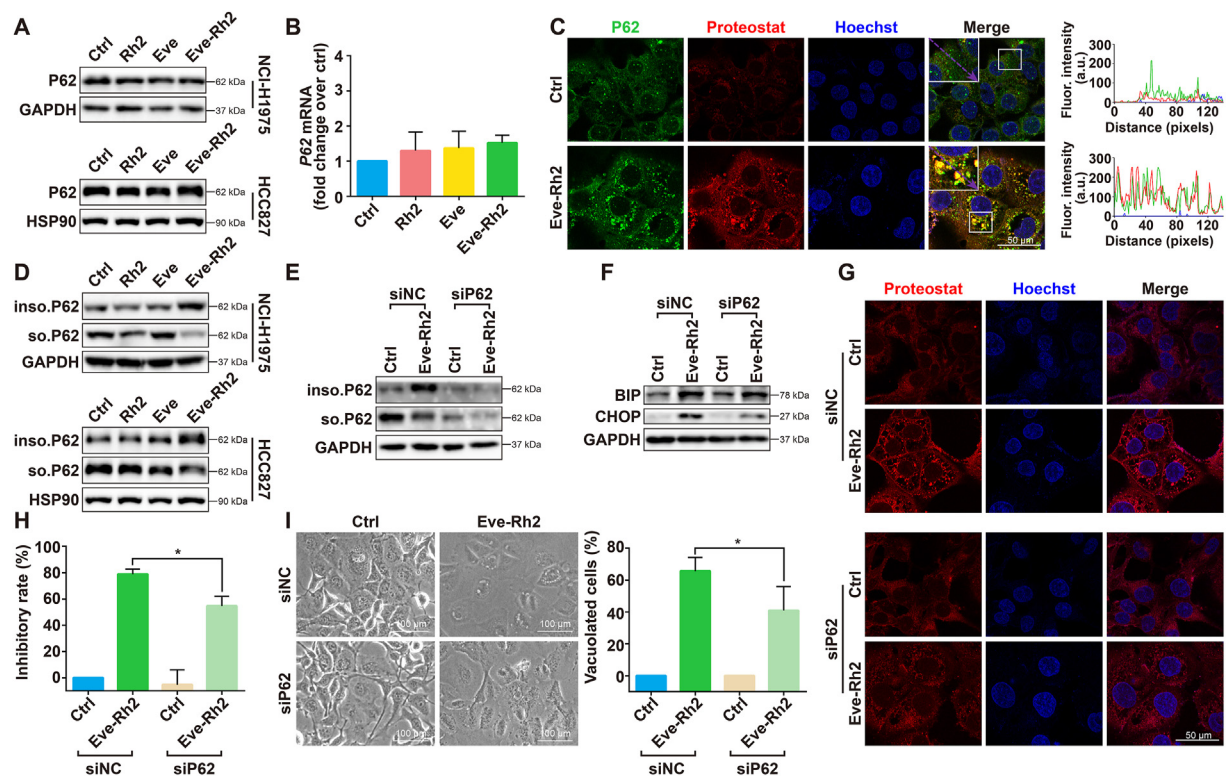 A
Ctrl
Rh2
Eve
Eve-Rh2
P62
62 kDa
GAPDH
37 kDa
NCI-H1975
Ctrl
Rh2
Eve
Eve-Rh2
P62
62 kDa
HSP90
90 kDa
HCC827
B
P62 mRNA
(fold change over ctrl)
4
3
2
1
0
Ctrl
Rh2
Eve
Eve-Rh2
C
P62
Proteostat
Hoechst
Merge
Ctrl
Eve-Rh2
50 μm
Fluor. intensity
(a.u.)
300
200
100
0
0 40 80 120
Distance (pixels)
Fluor. intensity
(a.u.)
300
200
100
0
0 40 80 120
Distance (pixels)
D
Ctrl
Rh2
Eve
Eve-Rh2
inso.P62
62 kDa
so.P62
62 kDa
GAPDH
37 kDa
NCI-H1975
inso.P62
62 kDa
so.P62
62 kDa
HSP90
90 kDa
HCC827
E
siNC
siP62
Ctrl
Eve-Rh2
Ctrl
Eve-Rh2
inso.P62
62 kDa
so.P62
62 kDa
GAPDH
37 kDa
F
siNC
siP62
Ctrl
Eve-Rh2
Ctrl
Eve-Rh2
BIP
78 kDa
CHOP
27 kDa
GAPDH
37 kDa
G
Proteostat
Hoechst
Merge
siNC
Ctrl
Eve-Rh2
siP62
Ctrl
Eve-Rh2
50 μm
H
Inhibitory rate (%)
100
80
60
40
20
0
*
Ctrl
Eve-Rh2
Ctrl
Eve-Rh2
siNC
siP62
I
Ctrl
Eve-Rh2
siNC
100 μm
100 μm
siP62
100 μm
100 μm
Vacuolated cells (%)
80
60
40
20
0
*
Ctrl
Eve-Rh2
Ctrl
Eve-Rh2
siNC
siP62